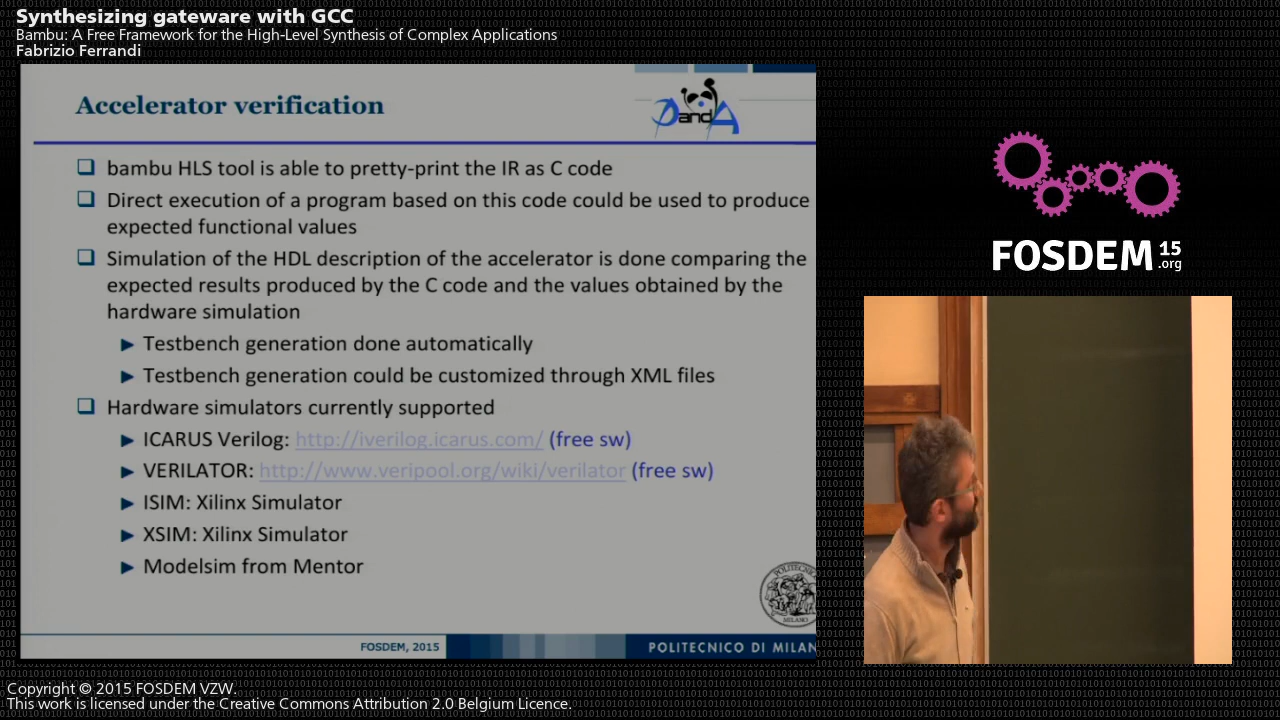 Synthesizing gateware with GCC
Bambu: A Free Framework for the High-Level Synthesis of Complex Applications
Fabrizio Ferrandi
Accelerator verification
PandA
bambu HLS tool is able to pretty-print the IR as C code
Direct execution of a program based on this code could be used to produce
expected functional values
Simulation of the HDL description of the accelerator is done comparing the
expected results produced by the C code and the values obtained by the
hardware simulation
Testbench generation done automatically
Testbench generation could be customized through XML files
Hardware simulators currently supported
ICARUS Verilog: http://iverilog.icarus.com/ (free sw)
VERILATOR: http://www.veripool.org/wiki/verilator (free sw)
ISIM: Xilinx Simulator
XSIM: Xilinx Simulator
Modelsim from Mentor
FOSDEM, 2015
POLITECNICO DI MILAN
FOSDEM 15
.org
Copyright © 2015 FOSDEM VZW.
This work is licensed under the Creative Commons Attribution 2.0 Belgium Licence.